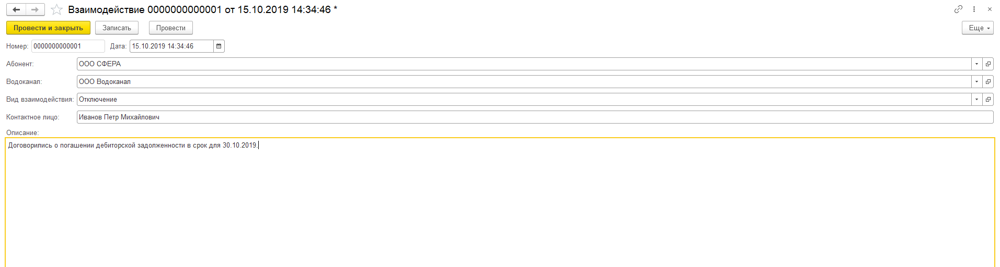 Взаимодействие 0000000000001 от 15.10.2019 14:34:46 *
Провести и закрыть Записать Провести Еще
Номер: 0000000000001 Дата: 15.10.2019 14:34:46
Абонент: ООО СФЕРА
Водоканал: ООО Водоканал
Вид взаимодействия: Отключение
Контактное лицо: Иванов Петр Михайлович
Описание:
Договорились о погашении дебиторской задолженности в срок для 30.10.2019.